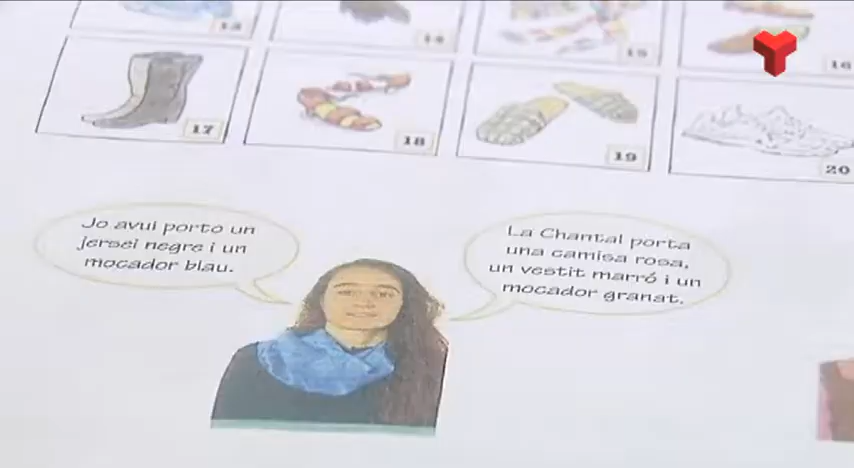 13
14
15
16
17
18
19
20
Jo avui porto un
jersei negre i un
mocador blau.
La Chantal porta
una camisa rosa,
un vestit marró i un
mocador granat.